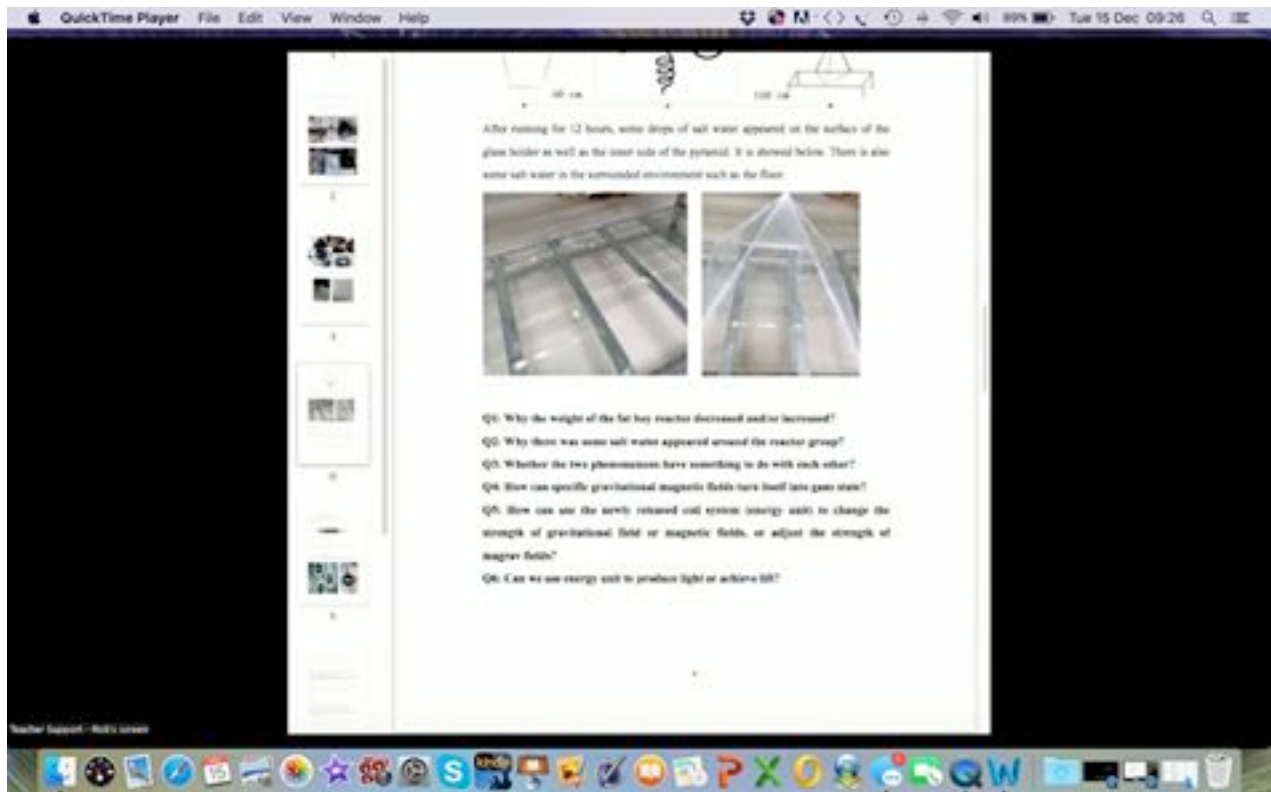 QuickTime Player File Edit View Window Help
89% Tue 15 Dec 09:26
After running for 12 hours, some drops of salt water appeared on the surface of the
glass holder as well as the inner side of the pyramid. It is showed below. There is also
some salt water in the surrounded environment such as the floor.
Q1: Why the weight of the fat boy reactor decreased and/or increased?
Q2: Why there was some salt water appeared around the reactor group?
Q3: Whether the two phenomenons have something to do with each other?
Q4: How can specific gravitational magnetic fields turn itself into gans state?
Q5: How can use the newly released coil system (energy unit) to change the
strength of gravitational field or magnetic fields, or adjust the strength of
magrav fields?
Q6: Can we use energy unit to produce light or achieve lift?
Teacher Support - Rick's screen
kindle